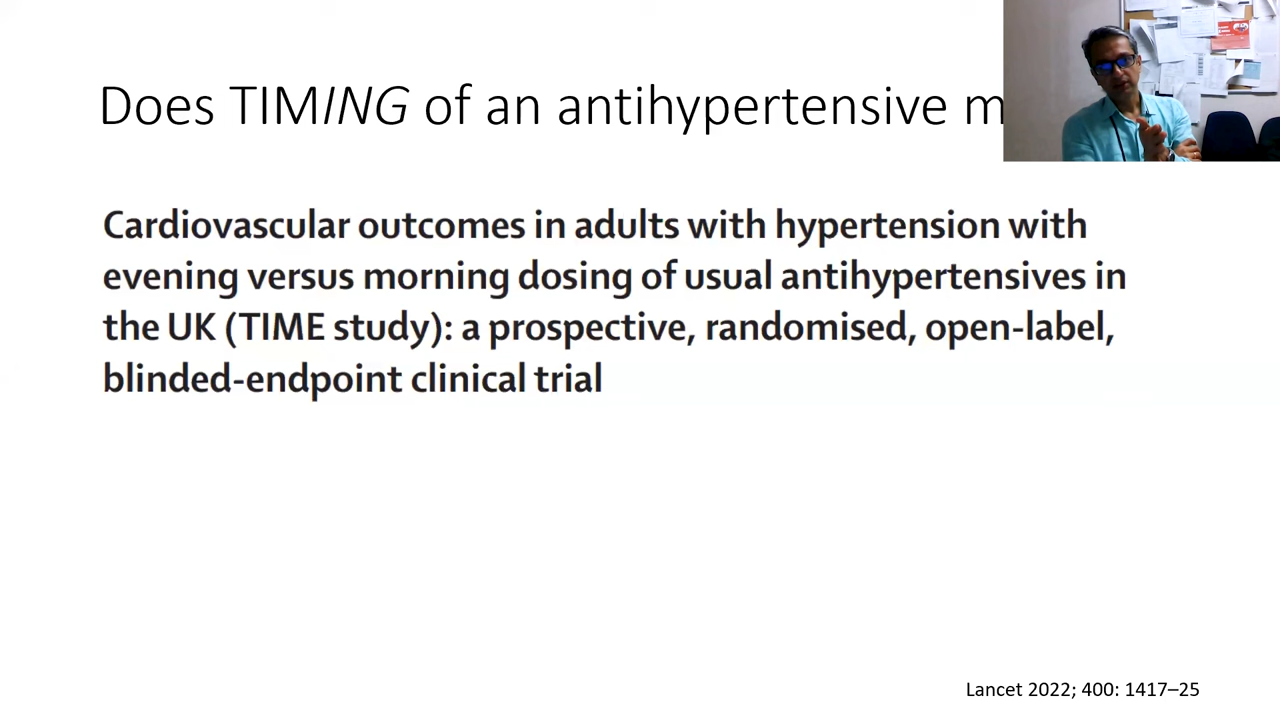 Does TIMING of an antihypertensive m
Cardiovascular outcomes in adults with hypertension with
evening versus morning dosing of usual antihypertensives in
the UK (TIME study): a prospective, randomised, open-label,
blinded-endpoint clinical trial
Lancet 2022; 400: 1417–25